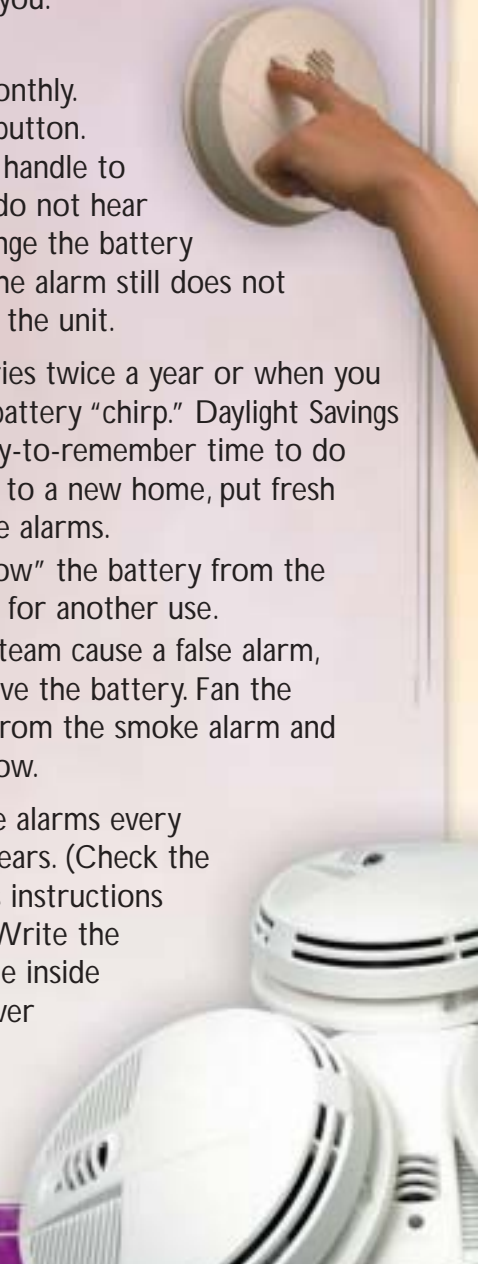 you.
onthly.
button.
handle to
do not hear
nge the battery
ne alarm still does not
the unit.
ries twice a year or when you
battery “chirp.” Daylight Savings
y-to-remember time to do
to a new home, put fresh
e alarms.
ow” the battery from the
for another use.
team cause a false alarm,
ve the battery. Fan the
rom the smoke alarm and
ow.
e alarms every
ears. (Check the
instructions
Write the
e inside
ver